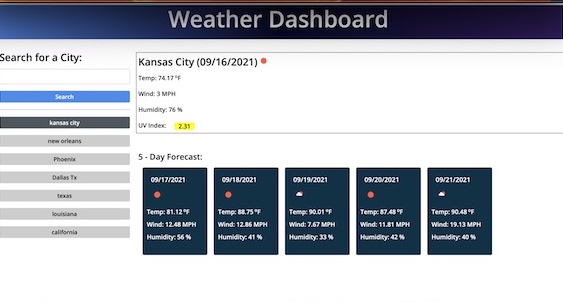 Weather Dashboard
Search for a City:
Search
kansas city
new orleans
Phoenix
Dallas Tx
texas
louisiana
california
Kansas City (09/16/2021)
Temp: 74.17 °F
Wind: 3 MPH
Humidity: 76 %
UV Index: 2.31
5 - Day Forecast:
09/17/2021
Temp: 81.12 °F
Wind: 12.48 MPH
Humidity: 56 %
09/18/2021
Temp: 88.75 °F
Wind: 12.86 MPH
Humidity: 41 %
09/19/2021
Temp: 90.01 °F
Wind: 7.67 MPH
Humidity: 33 %
09/20/2021
Temp: 87.48 °F
Wind: 11.81 MPH
Humidity: 42 %
09/21/2021
Temp: 90.48 °F
Wind: 19.13 MPH
Humidity: 40 %